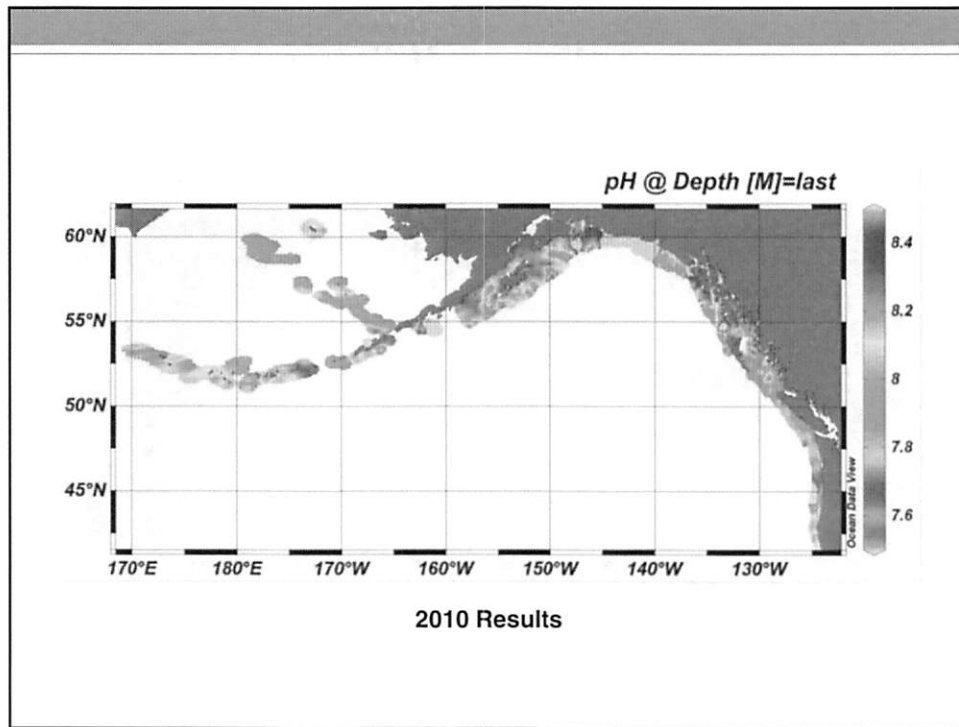 pH @ Depth [M]=last
60°N
55°N
50°N
45°N
170°E
180°E
170°W
160°W
150°W
140°W
130°W
8.4
8.2
8
7.8
7.6
Ocean Data View
2010 Results